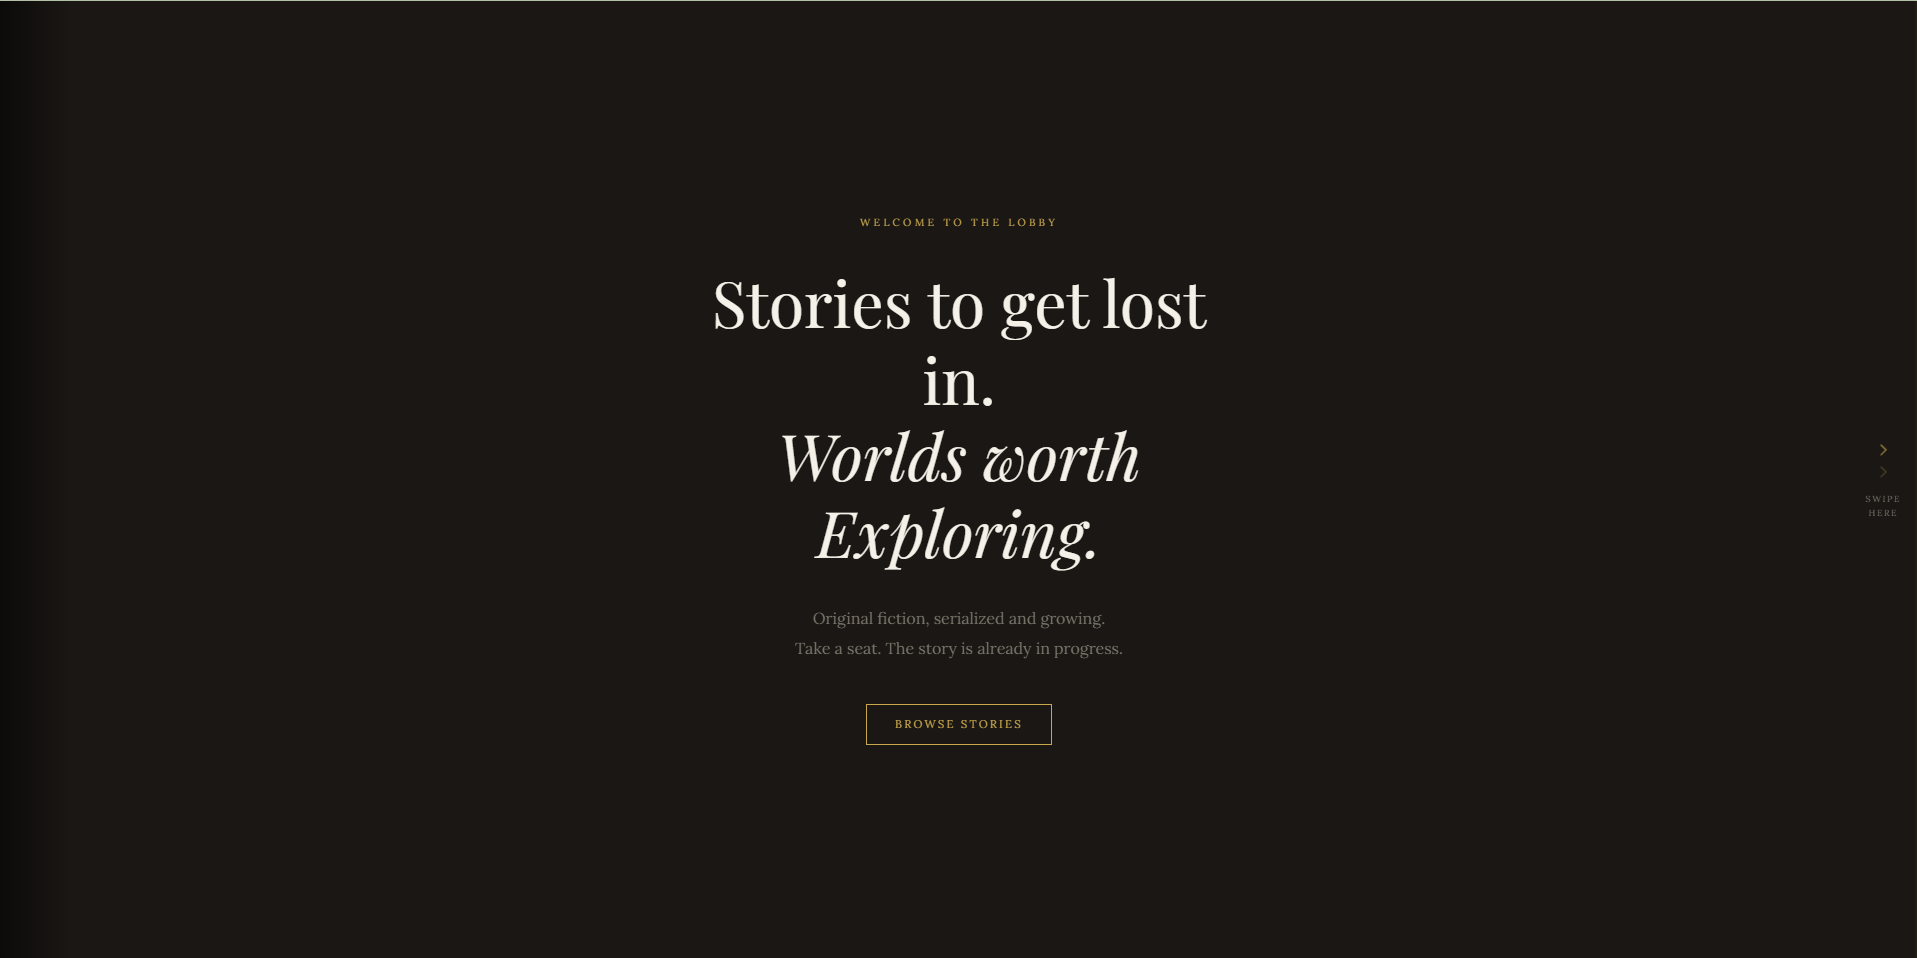 WELCOME TO THE LOBBY
Stories to get lost
in.
Worlds worth
Exploring.
Original fiction, serialized and growing.
Take a seat. The story is already in progress.
BROWSE STORIES
SWIPE
HERE